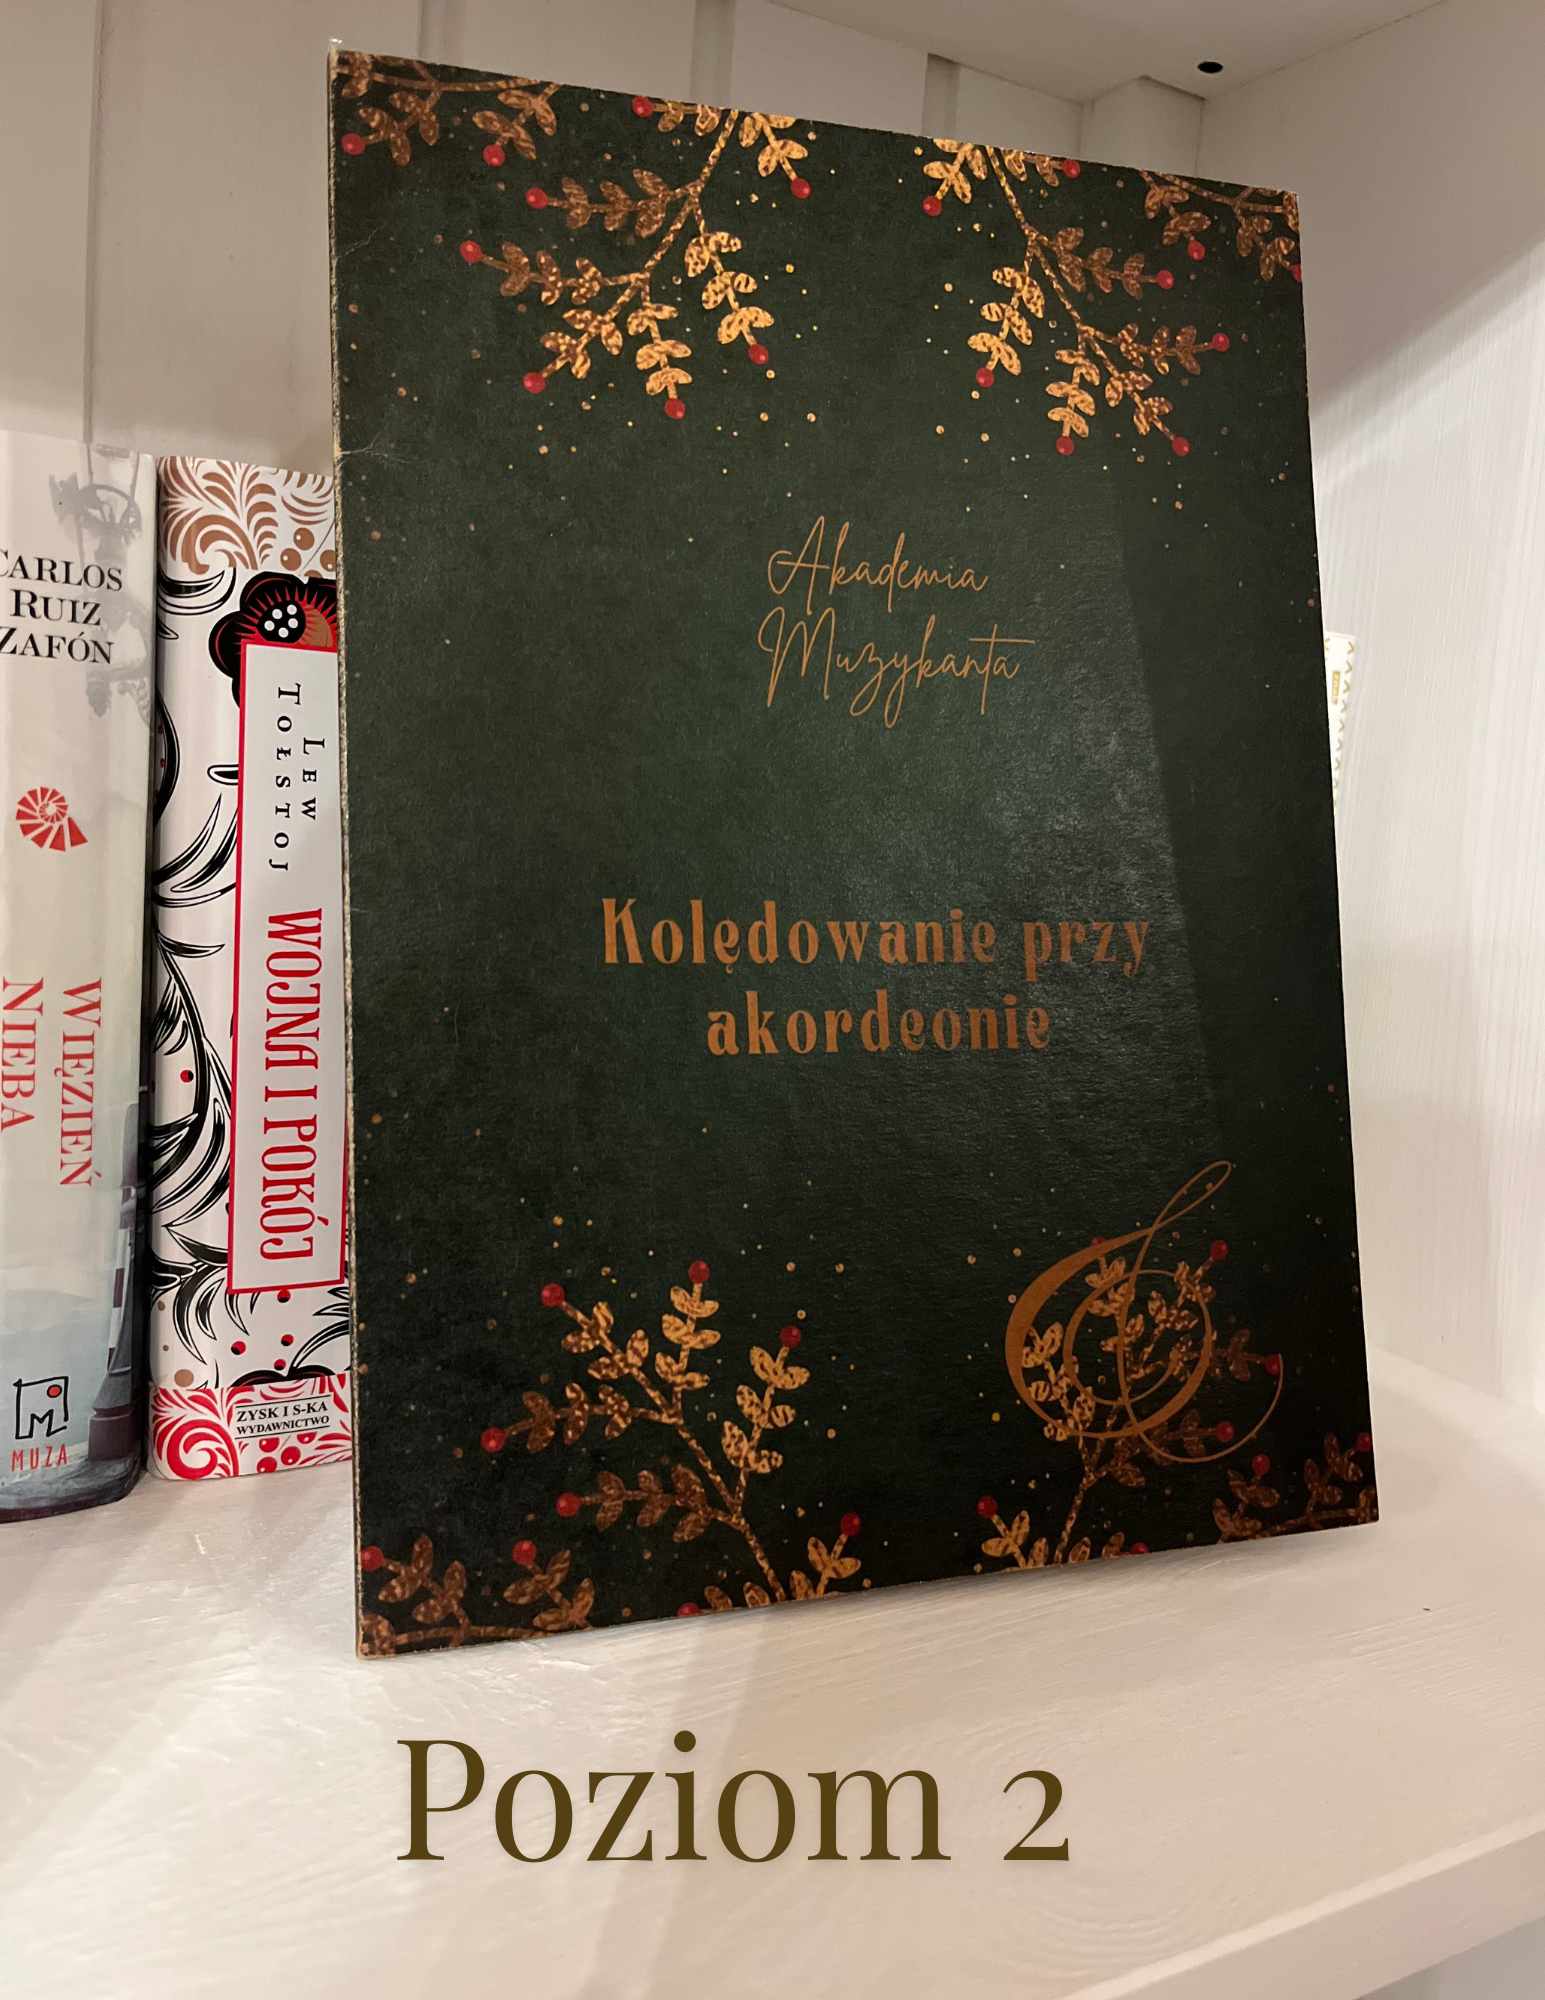 CARLOS
RUIZ
ZAFÓN
WIĘZIEŃ
NIEBA
MUZA
LEW
TOŁSTOJ
WOJNA I POKÓJ
ZYSK I S-KA
WYDAWNICTWO
Akademia
Muzykanta
Kolędowanie przy
akordeonie
Poziom 2